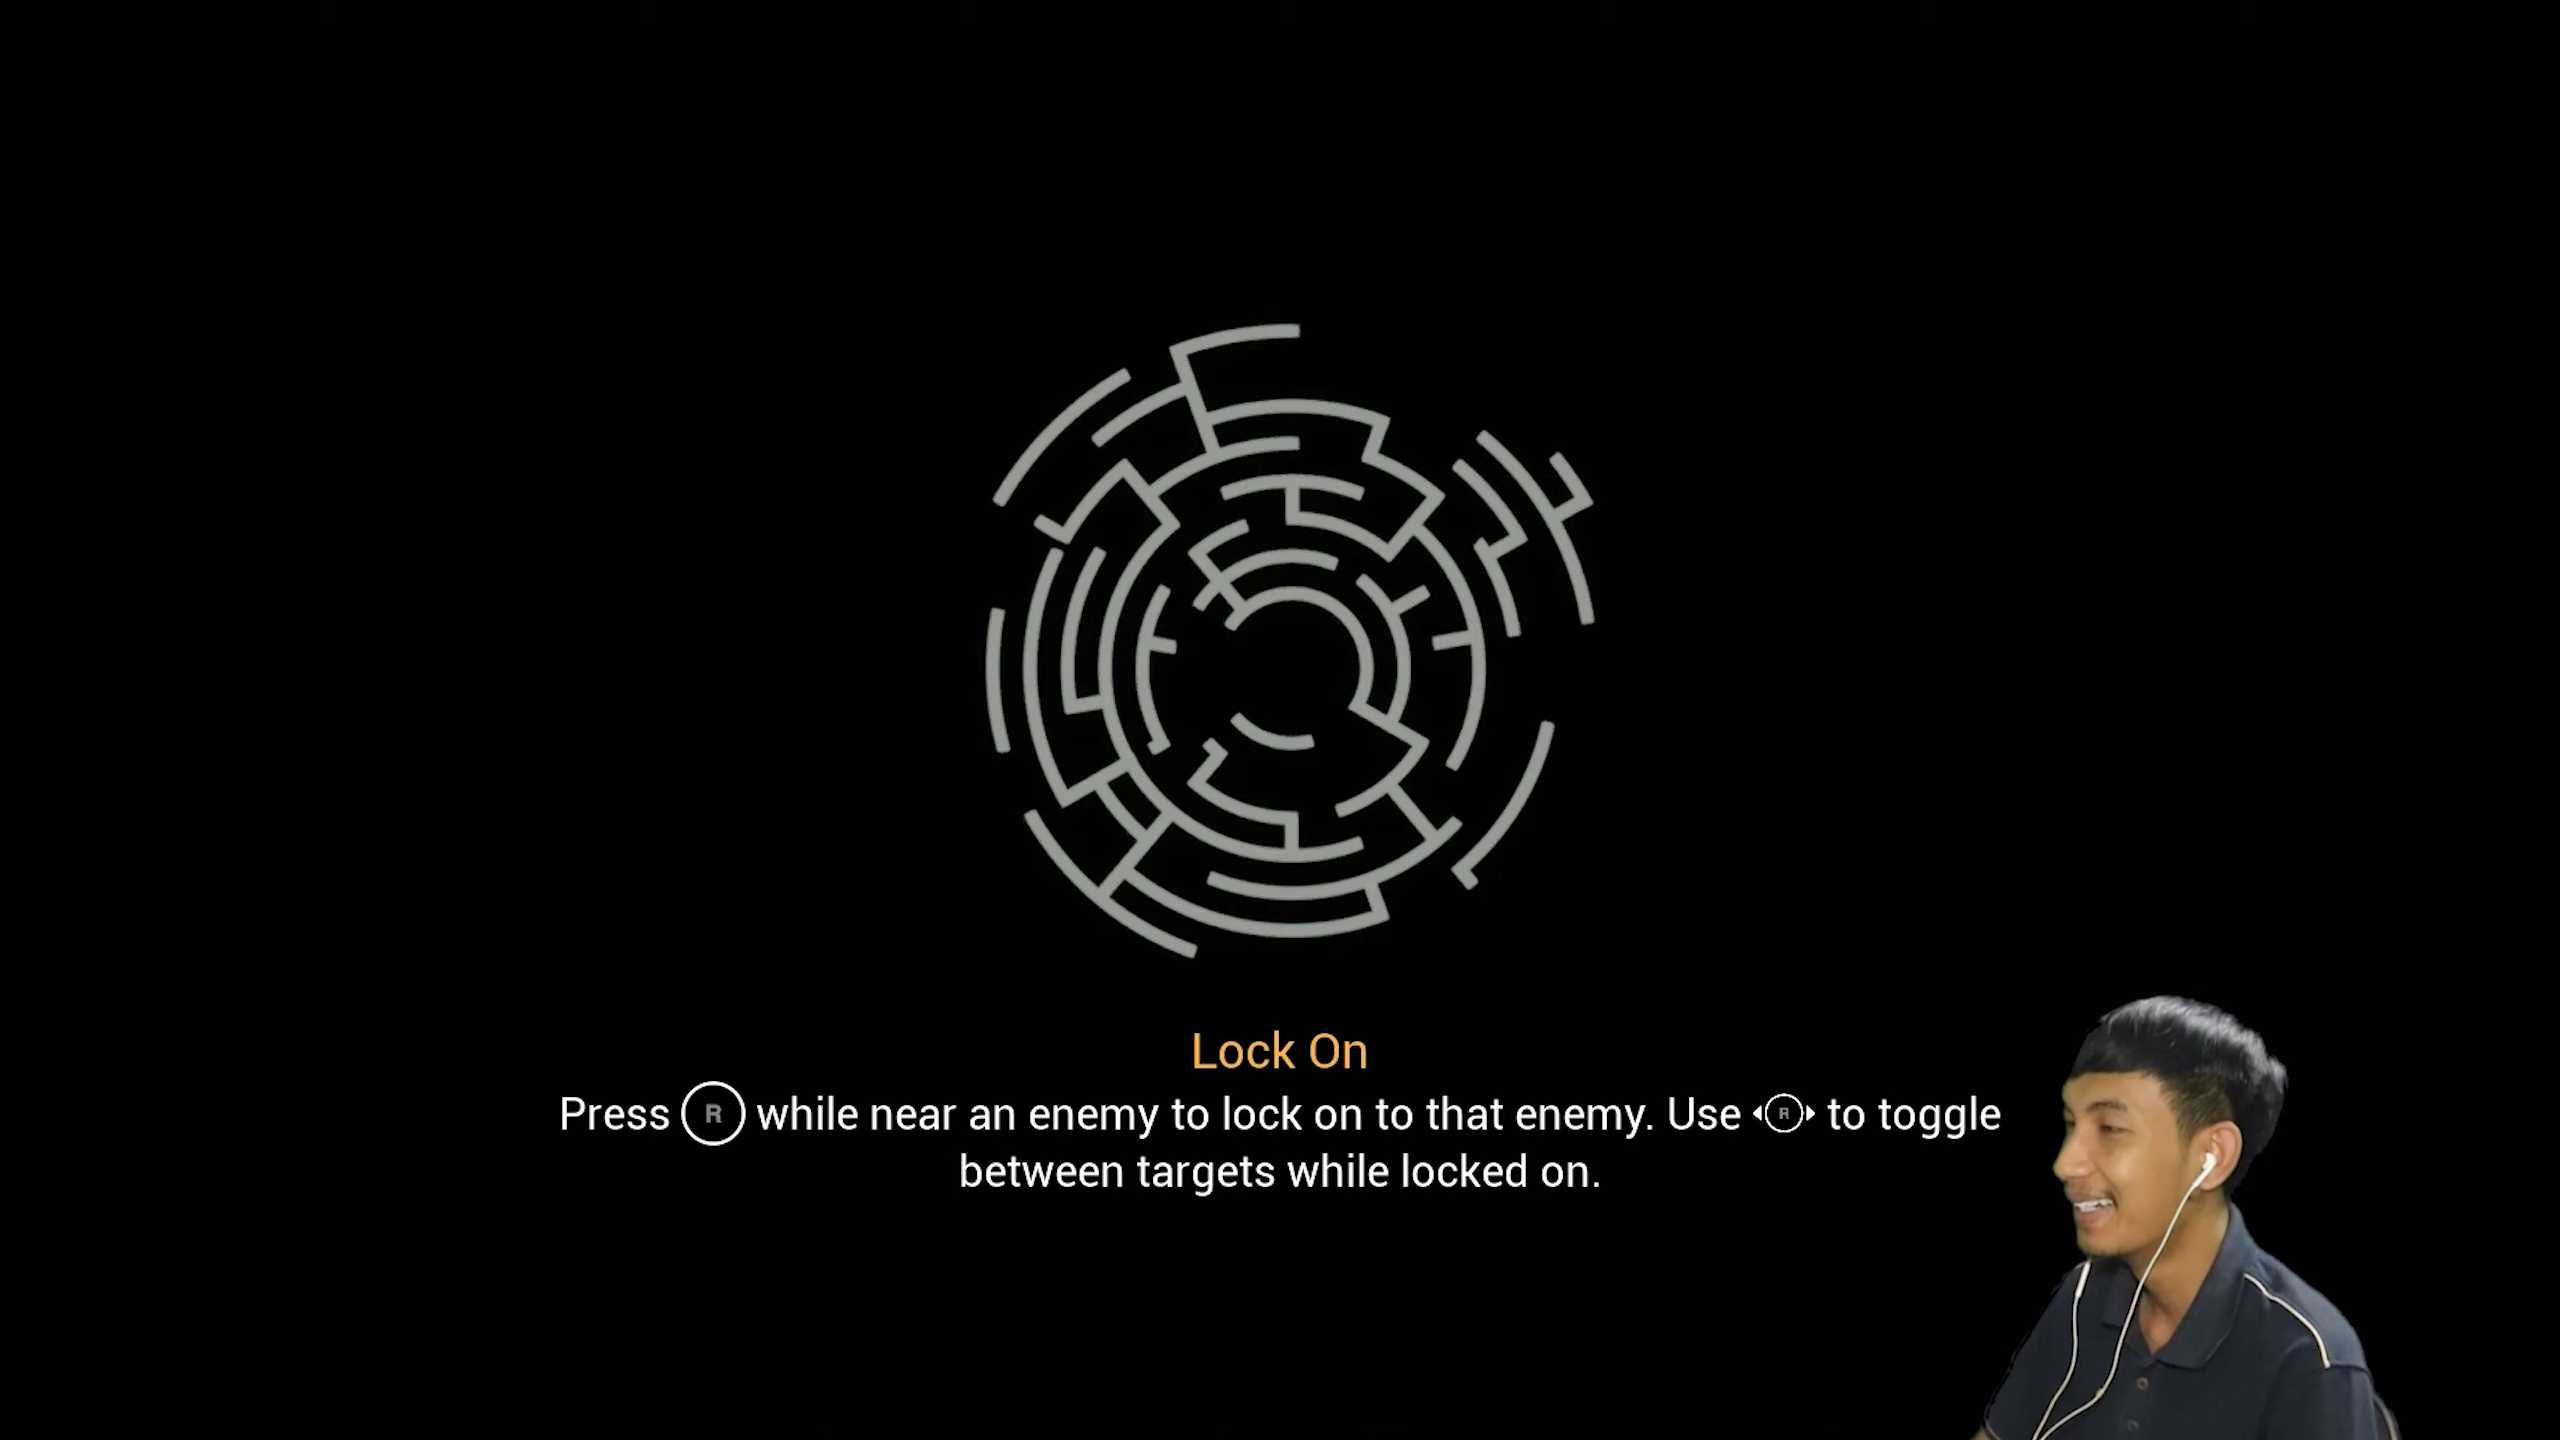 Lock On
Press R while near an enemy to lock on to that enemy. Use R to toggle
between targets while locked on.